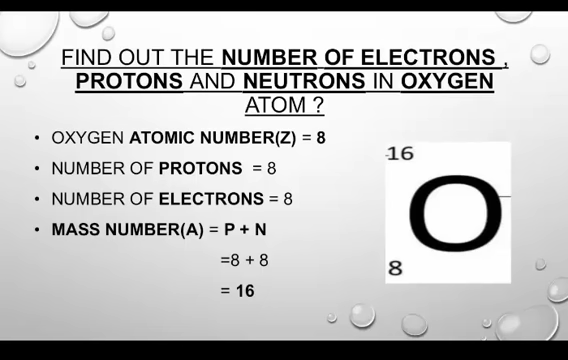 FIND OUT THE NUMBER OF ELECTRONS ,
PROTONS AND NEUTRONS IN OXYGEN
ATOM ?
• OXYGEN ATOMIC NUMBER(Z) = 8
• NUMBER OF PROTONS = 8
• NUMBER OF ELECTRONS = 8
• MASS NUMBER(A) = P + N
=8 + 8
= 16
16
O
8